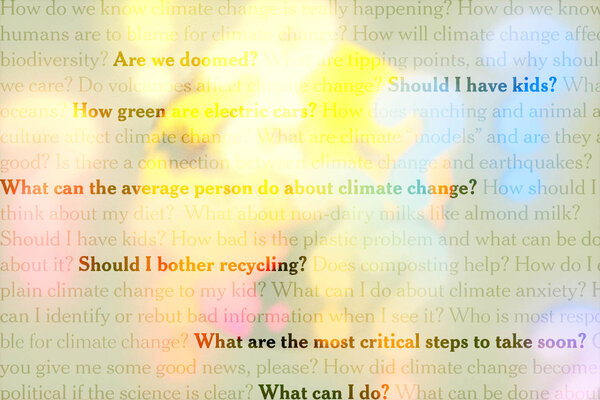 How do we know climate change is really happening? How do we know
humans are to blame for climate change? How will climate change affec
biodiversity? Are we doomed? What are tipping points, and why shou
we care? Do volcanoes affect climate change? Should I have kids? Wha
oceans? How green are electric cars? How does ranching and animal a
culture affect climate change? What are climate “models” and are they a
good? Is there a connection between climate change and earthquakes?
What can the average person do about climate change? How should I
think about my diet? What about non-dairy milks like almond milk?
Should I have kids? How bad is the plastic problem and what can be do
about it? Should I bother recycling? Does composting help? How do I e
plain climate change to my kid? What can I do about climate anxiety? H
can I identify or rebut bad information when I see it? Who is most resp
ble for climate change? What are the most critical steps to take soon? C
you give me some good news, please? How did climate change become
political if the science is clear? What can I do? What can be done about